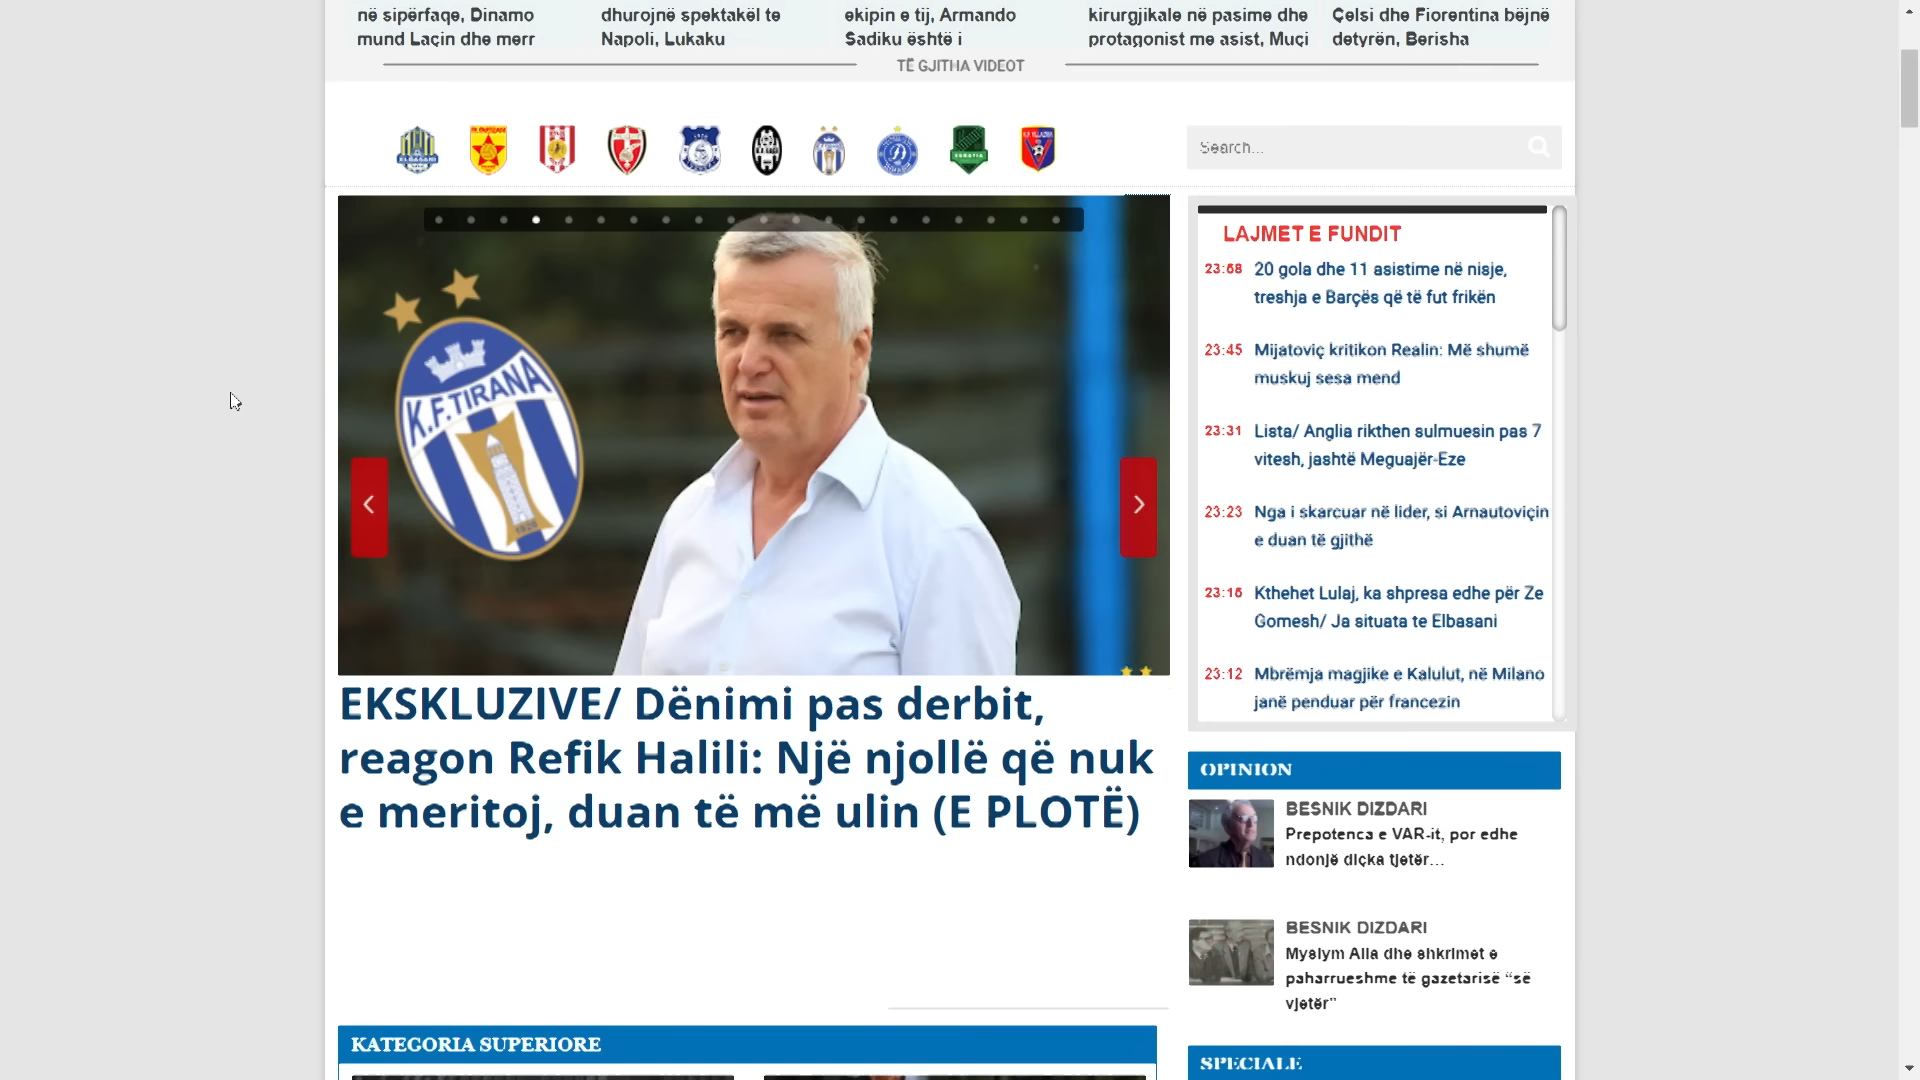 në sipërfaqe, Dinamo
mund Laçin dhe merr
dhurojnë spektakël te
Napoli, Lukaku
ekipin e tij, Armando
Sadiku është i
kirurgjikale në pasime dhe
protagonist me asist, Muçi
Çelsi dhe Fiorentina bëjnë
detyrën, Berisha
TË GJITHA VIDEOT
Search...
K.F.TIRANA
1920
EKSKLUZIVE/ Dënimi pas derbit,
reagon Refik Halili: Një njollë që nuk
e meritoj, duan të më ulin (E PLOTË)
LAJMET E FUNDIT
23:58 20 gola dhe 11 asistime në nisje,
treshja e Barçës që të fut frikën
23:45 Mijatoviç kritikon Realin: Më shumë
muskuj sesa mend
23:31 Lista/ Anglia rikthen sulmuesin pas 7
vitesh, jashtë Meguajër-Eze
23:23 Nga i skarcuar në lider, si Arnautoviçin
e duan të gjithë
23:16 Kthehet Lulaj, ka shpresa edhe për Ze
Gomesh/ Ja situata te Elbasani
23:12 Mbrëmja magjike e Kalulut, në Milano
janë penduar për francezin
OPINION
BESNIK DIZDARI
Prepotenca e VAR-it, por edhe
ndonjë diçka tjetër...
BESNIK DIZDARI
Myslym Alla dhe shkrimet e
paharrueshme të gazetarisë “së
vjetër”
KATEGORIA SUPERIORE
SPECIALE